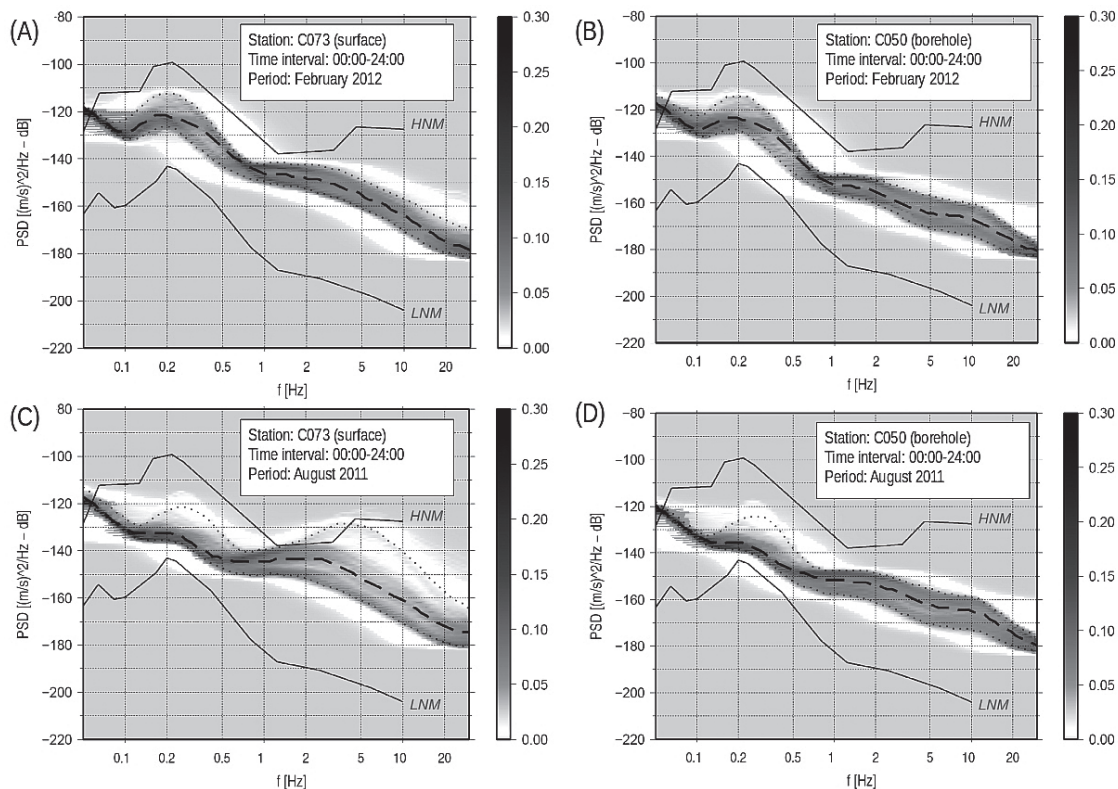 (A)
Station: C073 (surface)
Time interval: 00:00-24:00
Period: February 2012
HNM
LNM
PSD [(m/s)^2/Hz – dB]
−80
−100
−120
−140
−160
−180
−200
−220
0.1 0.2 0.5 1 2 5 10 20
f [Hz]
0.30
0.25
0.20
0.15
0.10
0.05
0.00
(B)
Station: C050 (borehole)
Time interval: 00:00-24:00
Period: February 2012
HNM
LNM
PSD [(m/s)^2/Hz – dB]
−80
−100
−120
−140
−160
−180
−200
−220
0.1 0.2 0.5 1 2 5 10 20
f [Hz]
0.30
0.25
0.20
0.15
0.10
0.05
0.00
(C)
Station: C073 (surface)
Time interval: 00:00-24:00
Period: August 2011
HNM
LNM
PSD [(m/s)^2/Hz – dB]
80
−100
−120
−140
−160
−180
−200
−220
0.1 0.2 0.5 1 2 5 10 20
f [Hz]
0.30
0.25
0.20
0.15
0.10
0.05
0.00
(D)
Station: C050 (borehole)
Time interval: 00:00-24:00
Period: August 2011
HNM
LNM
PSD [(m/s)^2/Hz – dB]
−80
−100
−120
−140
−160
−180
−200
−220
0.1 0.2 0.5 1 2 5 10 20
f [Hz]
0.30
0.25
0.20
0.15
0.10
0.05
0.00